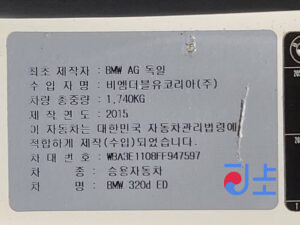 최초 제작자 : BMW AG 독일
수 입 자 명 : 비엠더블유코리아(주)
차량 총중량 : 1,740KG
제 작 연 도 : 2015
이 자동차는 대한민국 자동차관리법령에
적합하게 제작(수입)되었습니다.
차 대 번 호 : WBA3E1108FF947597
차 종 : 승용자동차
차 명 : BMW 320d ED